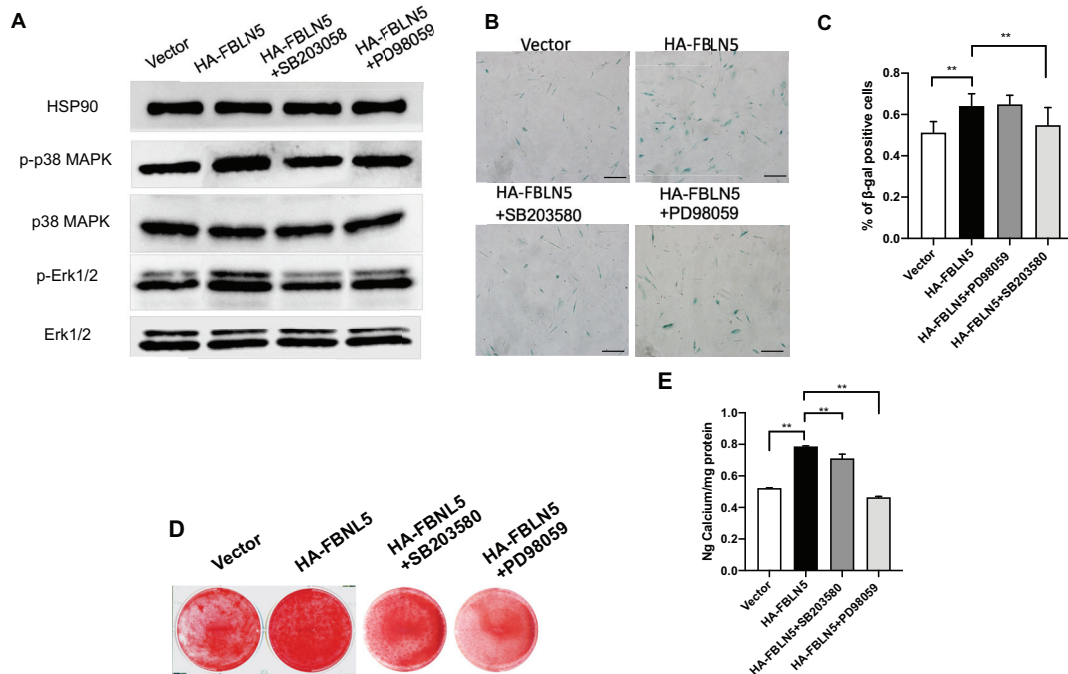 A
Vector
HA-FBLN5
HA-FBLN5
+SB203058
HA-FBLN5
+PD98059
HSP90
p-p38 MAPK
p38 MAPK
p-Erk1/2
Erk1/2
B
Vector
HA-FBLN5
HA-FBLN5
+SB203580
HA-FBLN5
+PD98059
C
% of β-gal positive cells
0.8
0.6
0.4
0.2
0.0
**
**
Vector
HA-FBLN5
HA-FBLN5+PD98059
HA-FBLN5+SB203580
D
Vector
HA-FBNL5
HA-FBNL5
+SB203580
HA-FBLN5
+PD98059
E
Ng Calcium/mg protein
1.0
0.8
0.6
0.4
0.2
0.0
**
**
**
Vector
HA-FBLN5
HA-FBLN5+SB203580
HA-FBLN5+PD98059